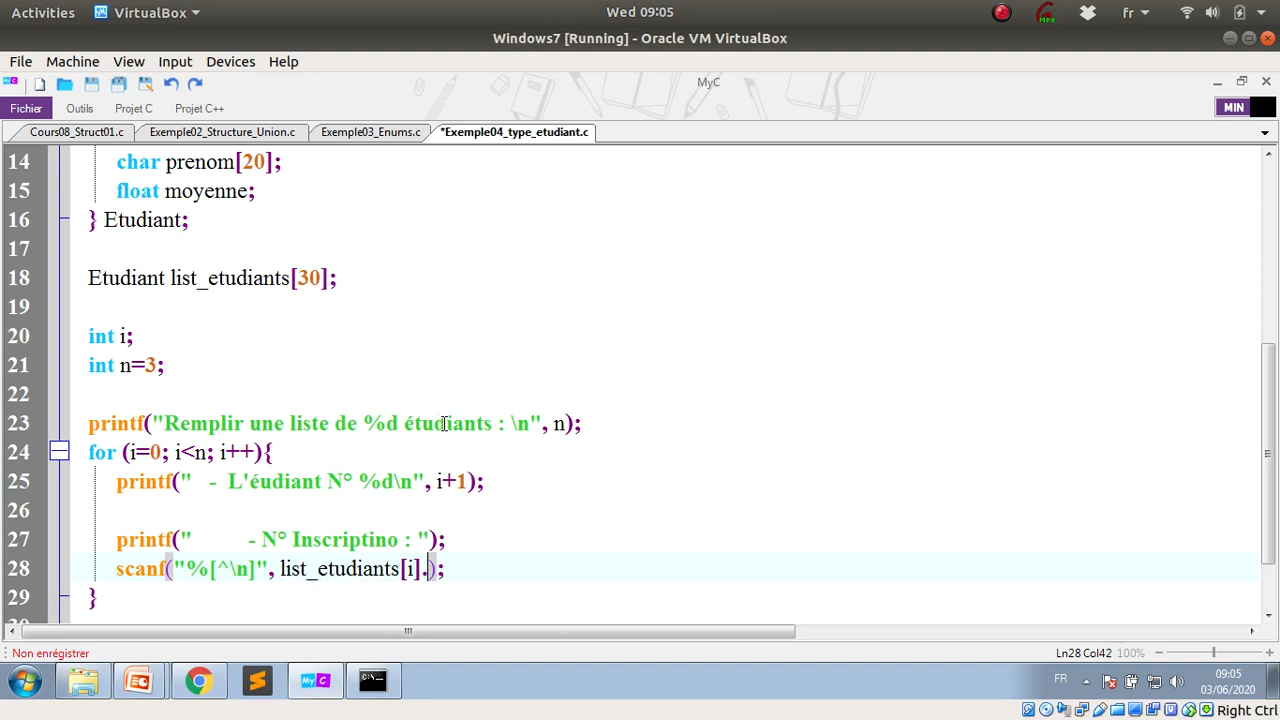 Activities VirtualBox Wed 09:05 fr
Windows7 [Running] - Oracle VM VirtualBox
File Machine View Input Devices Help
MyC
Fichier Outils Projet C Projet C++ MIN
Cours08_Struct01.c Exemple02_Structure_Union.c Exemple03_Enums.c *Exemple04_type_etudiant.c
14 char prenom[20];
15 float moyenne;
16 } Etudiant;
17
18 Etudiant list_etudiants[30];
19
20 int i;
21 int n=3;
22
23 printf("Remplir une liste de %d étudiants : \n", n);
24 for (i=0; i<n; i++){
25 printf("   -  L'éudiant N° %d\n", i+1);
26
27 printf("         - N° Inscriptino : ");
28 scanf("%[^\n]", list_etudiants[i].);
29 }
Non enrégistrer Ln28 Col42 100%
MyC FR 09:05
03/06/2020
Right Ctrl